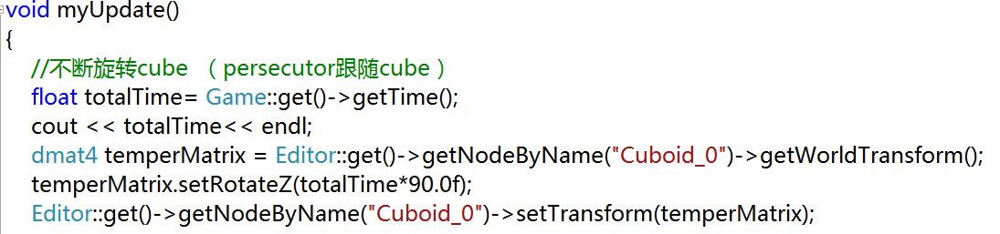 void myUpdate()
{
//不断旋转cube （persecutor跟随cube）
float totalTime= Game::get()->getTime();
cout << totalTime<< endl;
dmat4 temperMatrix = Editor::get()->getNodeByName("Cuboid_0")->getWorldTransform();
temperMatrix.setRotateZ(totalTime*90.0f);
Editor::get()->getNodeByName("Cuboid_0")->setTransform(temperMatrix);